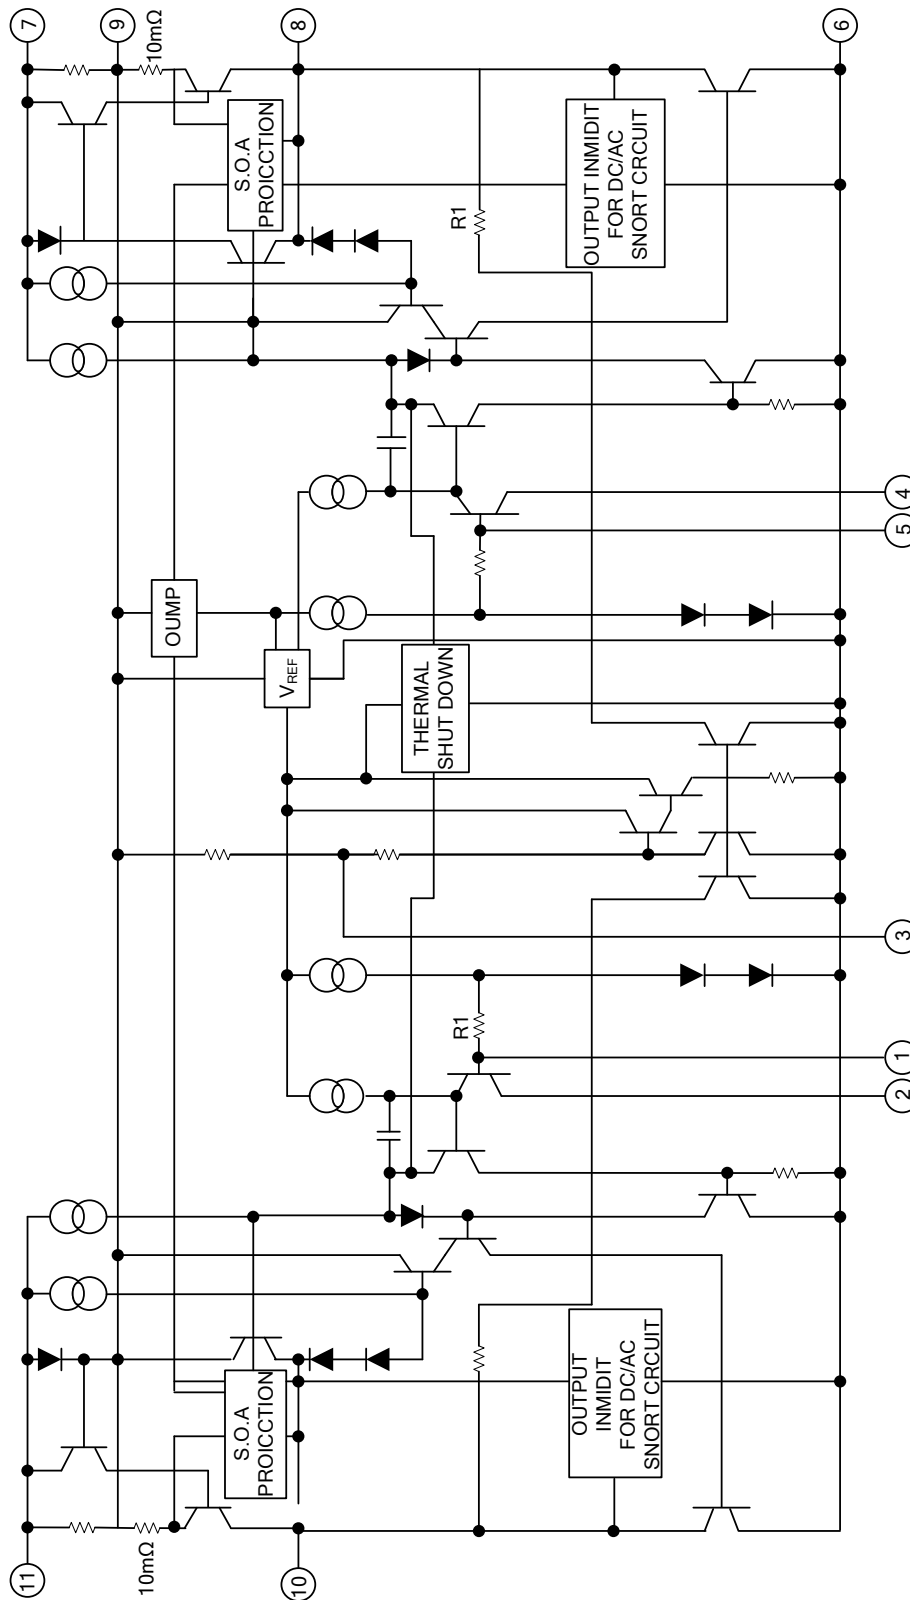 11
7
9
10mΩ
10mΩ
OUMP
S.O.A
PROICCTION
S.O.A
PROICCTION
VREF
10
8
THERMAL
SHUT DOWN
R1
R1
OUTPUT
INMIDIT
FOR DC/AC
SNORT CRCUIT
OUTPUT INMIDIT
FOR DC/AC
SNORT CRCUIT
6
2
1
3
5
4